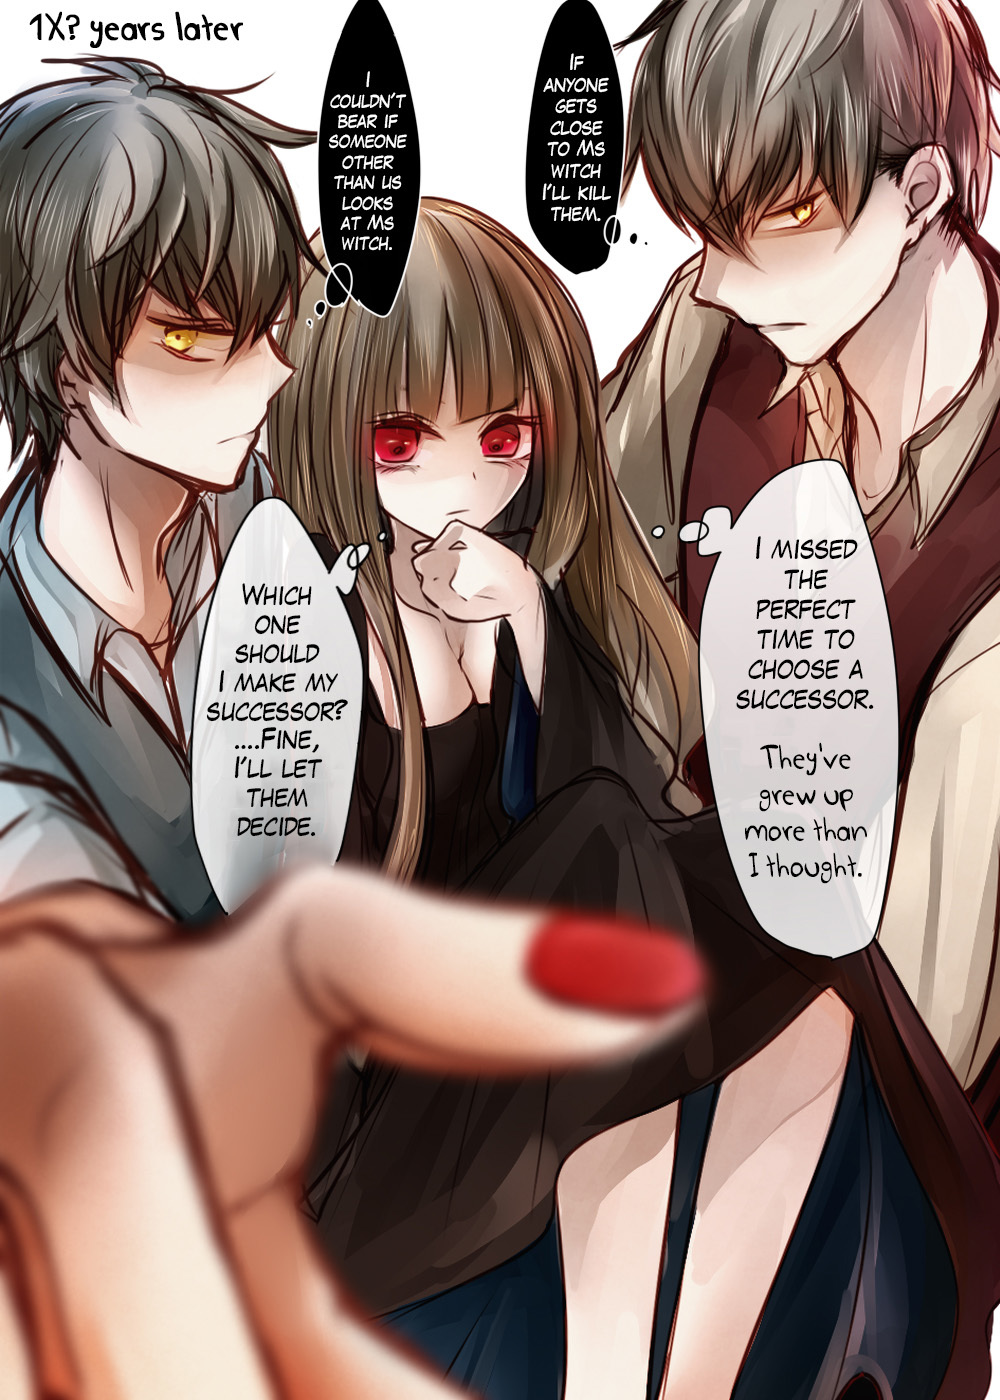 1X? years later
I
COULDN'T
BEAR IF
SOMEONE
OTHER
THAN US
LOOKS
AT MS
WITCH.
IF
ANYONE
GETS
CLOSE
TO MS
WITCH
I'LL KILL
THEM.
WHICH
ONE
SHOULD
I MAKE MY
SUCCESSOR?
....FINE,
I'LL LET
THEM
DECIDE.
I MISSED
THE
PERFECT
TIME TO
CHOOSE A
SUCCESSOR.
They've
grew up
more than
I thought.